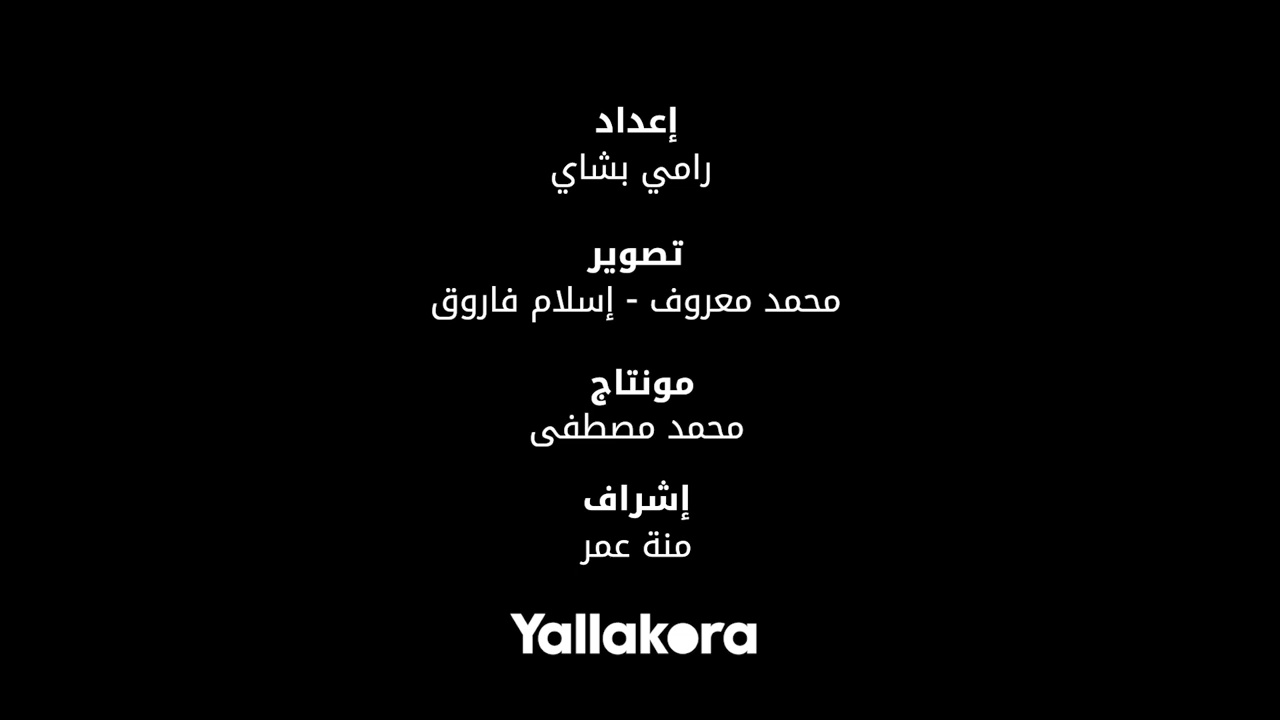 إعداد
رامي بشاي
تصوير
محمد معروف - إسلام فاروق
مونتاج
محمد مصطفى
إشراف
منة عمر
Yallakora